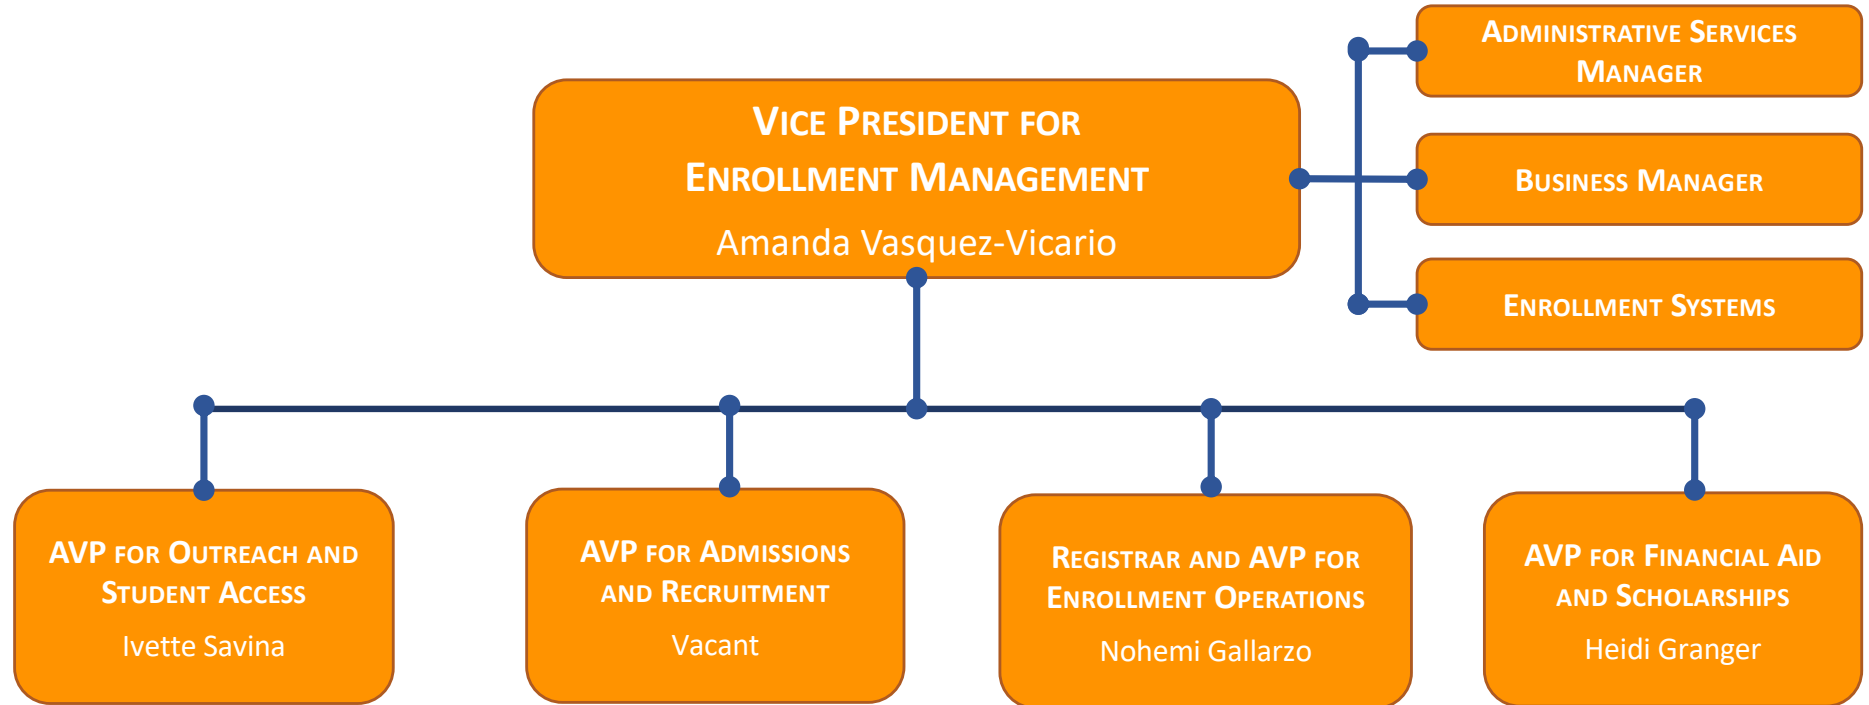 Administrative Services
Manager
Vice President for
Enrollment Management
Amanda Vasquez-Vicario
Business Manager
Enrollment Systems
AVP for Outreach and
Student Access
Ivette Savina
AVP for Admissions
and Recruitment
Vacant
Registrar and AVP for
Enrollment Operations
Nohemi Gallarzo
AVP for Financial Aid
and Scholarships
Heidi Granger